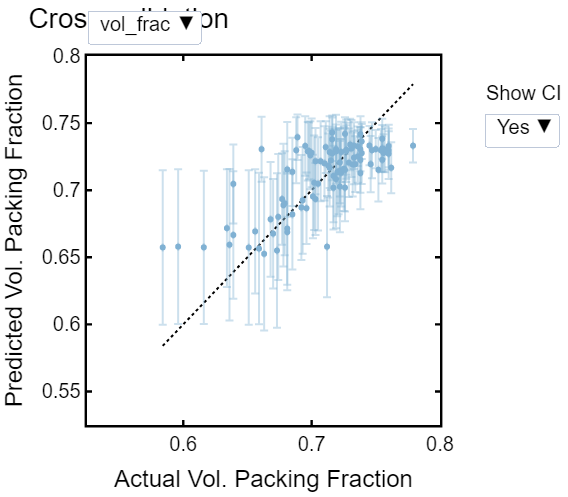 Cros
on
vol_frac ▼
Show CI
Yes ▼
Predicted Vol. Packing Fraction
0.8
0.75
0.7
0.65
0.6
0.55
0.6
0.7
0.8
Actual Vol. Packing Fraction